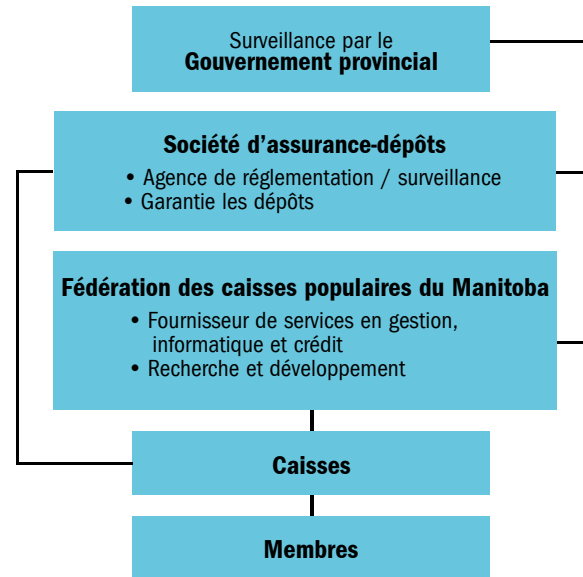 Surveillance par le
Gouvernement provincial
Société d'assurance-dépôts
• Agence de réglementation / surveillance
• Garantie les dépôts
Fédération des caisses populaires du Manitoba
• Fournisseur de services en gestion,
informatique et crédit
• Recherche et développement
Caisses
Membres